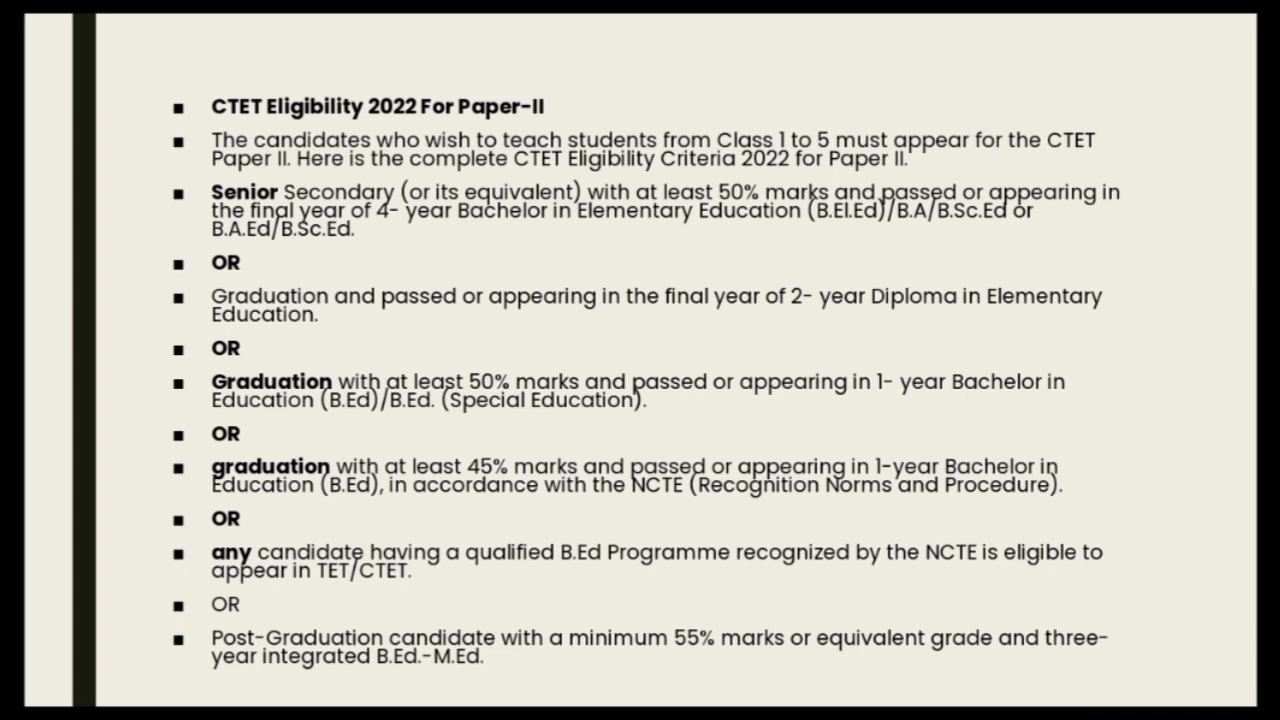 CTET Eligibility 2022 For Paper-II
The candidates who wish to teach students from Class 1 to 5 must appear for the CTET
Paper II. Here is the complete CTET Eligibility Criteria 2022 for Paper II.
Senior Secondary (or its equivalent) with at least 50% marks and passed or appearing in
the final year of 4- year Bachelor in Elementary Education (B.El.Ed)/B.A/B.Sc.Ed or
B.A.Ed/B.Sc.Ed.
OR
Graduation and passed or appearing in the final year of 2- year Diploma in Elementary
Education.
OR
Graduation with at least 50% marks and passed or appearing in 1- year Bachelor in
Education (B.Ed)/B.Ed. (Special Education).
OR
graduation with at least 45% marks and passed or appearing in 1-year Bachelor in
Education (B.Ed), in accordance with the NCTE (Recognition Norms and Procedure).
OR
any candidate having a qualified B.Ed Programme recognized by the NCTE is eligible to
appear in TET/CTET.
OR
Post-Graduation candidate with a minimum 55% marks or equivalent grade and three-
year integrated B.Ed.-M.Ed.